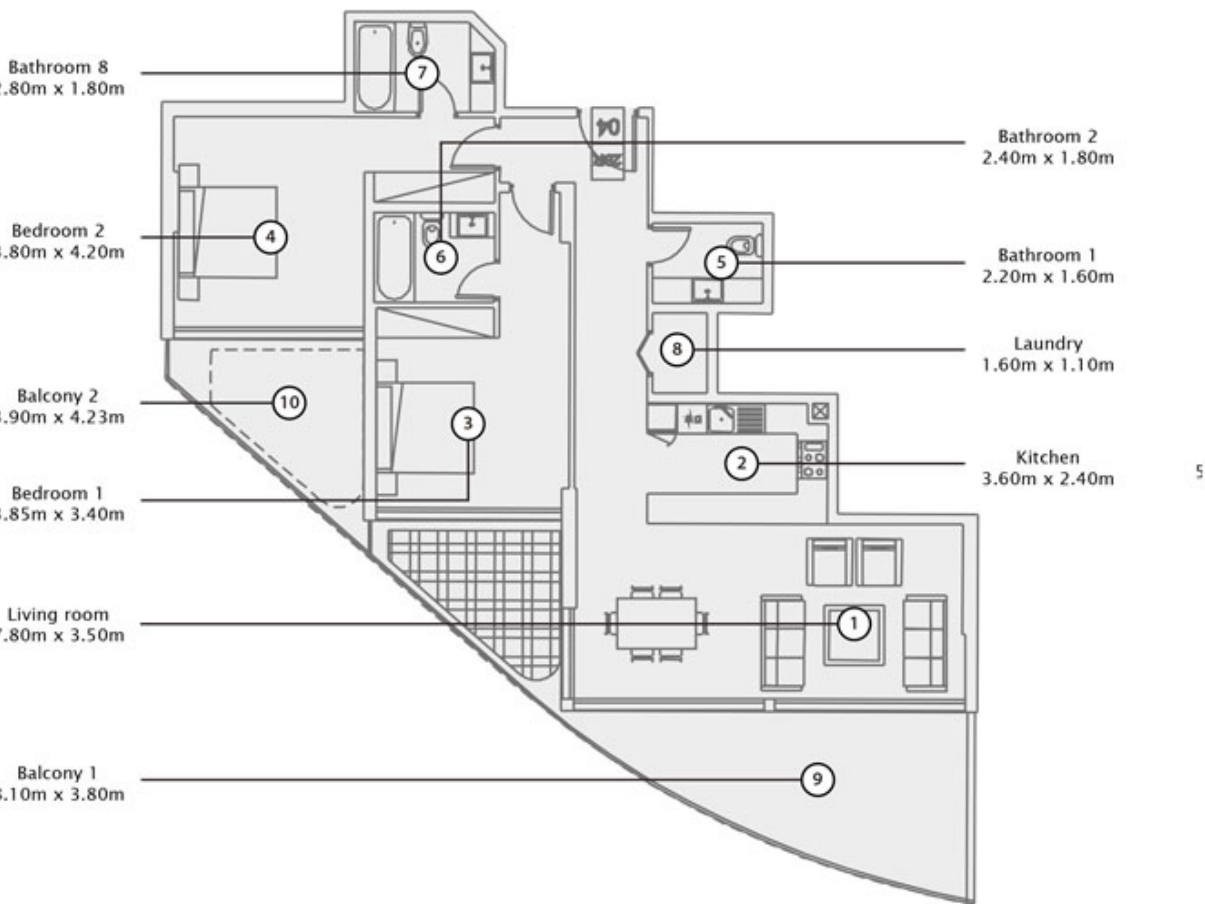 Bathroom 8
2.80m x 1.80m
Bedroom 2
.80m x 4.20m
Balcony 2
.90m x 4.23m
Bedroom 1
.85m x 3.40m
Living room
7.80m x 3.50m
Balcony 1
.10m x 3.80m
Bathroom 2
2.40m x 1.80m
Bathroom 1
2.20m x 1.60m
Laundry
1.60m x 1.10m
Kitchen
3.60m x 2.40m
7
4
6
5
8
10
3
2
1
9
04